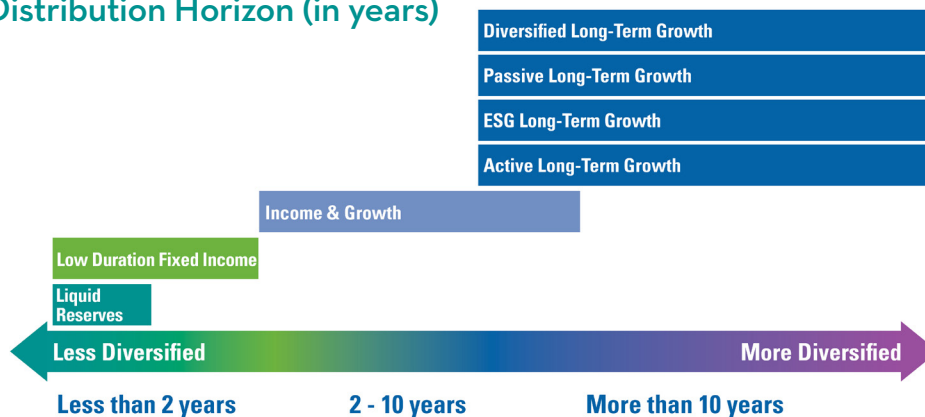 Distribution Horizon (in years)
Diversified Long-Term Growth
Passive Long-Term Growth
ESG Long-Term Growth
Active Long-Term Growth
Income & Growth
Low Duration Fixed Income
Liquid
Reserves
Less Diversified
More Diversified
Less than 2 years
2 - 10 years
More than 10 years